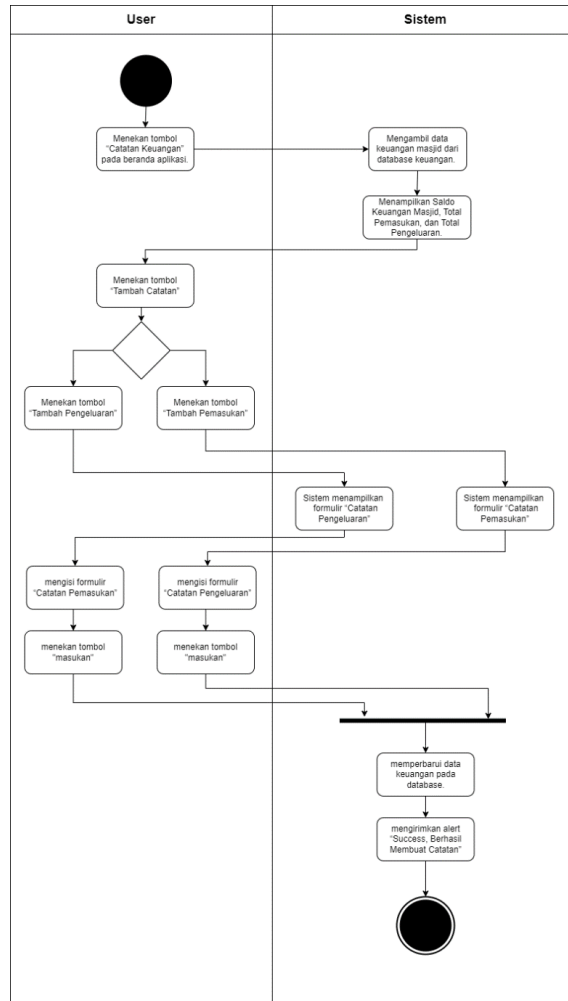 User
Sistem
Menekan tombol
“Catatan Keuangan”
pada beranda aplikasi.
Mengambil data
keuangan masjid dari
database keuangan.
Menampilkan Saldo
Keuangan Masjid, Total
Pemasukan, dan Total
Pengeluaran.
Menekan tombol
“Tambah Catatan”
Menekan tombol
“Tambah Pengeluaran”
Menekan tombol
“Tambah Pemasukan”
Sistem menampilkan
formulir “Catatan
Pengeluaran”
Sistem menampilkan
formulir “Catatan
Pemasukan”
mengisi formulir
“Catatan Pemasukan”
mengisi formulir
“Catatan Pengeluaran”
menekan tombol
“masukan”
menekan tombol
“masukan”
memperbarui data
keuangan pada
database.
mengirimkan alert
“Success, Berhasil
Membuat Catatan”